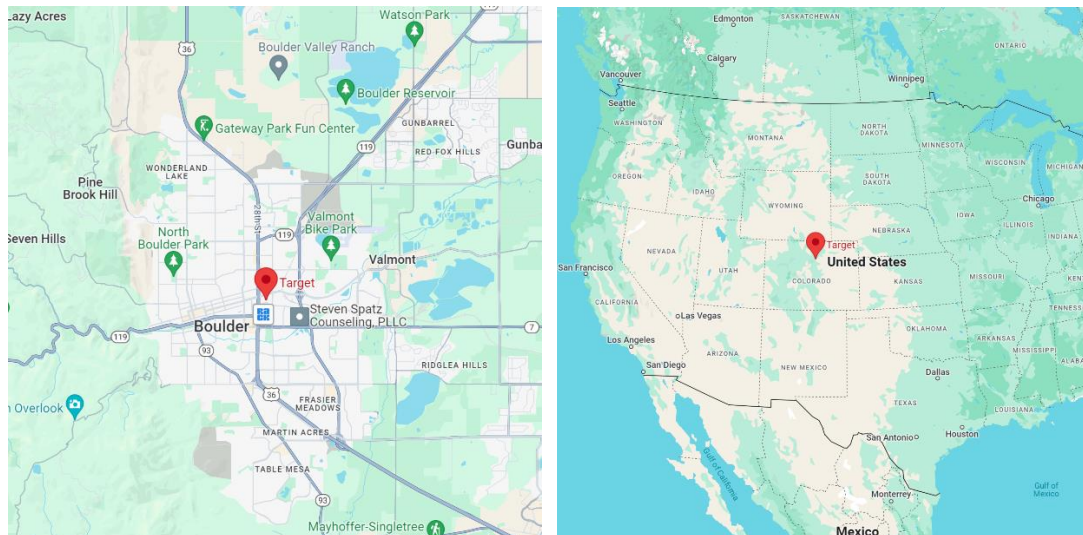 Lazy Acres
36
Watson Park
Boulder Valley Ranch
Boulder Reservoir
Gateway Park Fun Center
119
GUNBARREL
RED FOX HILLS
Gunba
WONDERLAND
LAKE
Pine
Brook Hill
28th St
Seven Hills
North
Boulder Park
119
Valmont
Bike Park
Valmont
Target
Steven Spatz
Counseling, PLLC
Boulder
119
7
93
RIDGLEA HILLS
36
FRASIER
MEADOWS
n Overlook
MARTIN ACRES
TABLE MESA
93
Mayhoffer-Singletree
Edmonton
SASKATCHEWAN
Calgary
ONTARIO
Winnipeg
Vancouver
Seattle
WASHINGTON
MONTANA
NORTH
DAKOTA
MINNESOTA
OREGON
IDAHO
SOUTH
DAKOTA
WISCONSIN
MICHIGAN
WYOMING
Chicago
IOWA
NEBRASKA
ILLINOIS
INDIANA
NEVADA
UTAH
Target
United States
COLORADO
KANSAS
MISSOURI
San Francisco
CALIFORNIA
Las Vegas
KENT
TENNES
OKLAHOMA
ARKANSAS
MISSISSIPPI
ALABA
Los Angeles
ARIZONA
NEW MEXICO
San Diego
Dallas
TEXAS
LOUISIANA
San Antonio
Houston
Gulf of
California
Gulf of
Mexico
Monterrey
Mexico